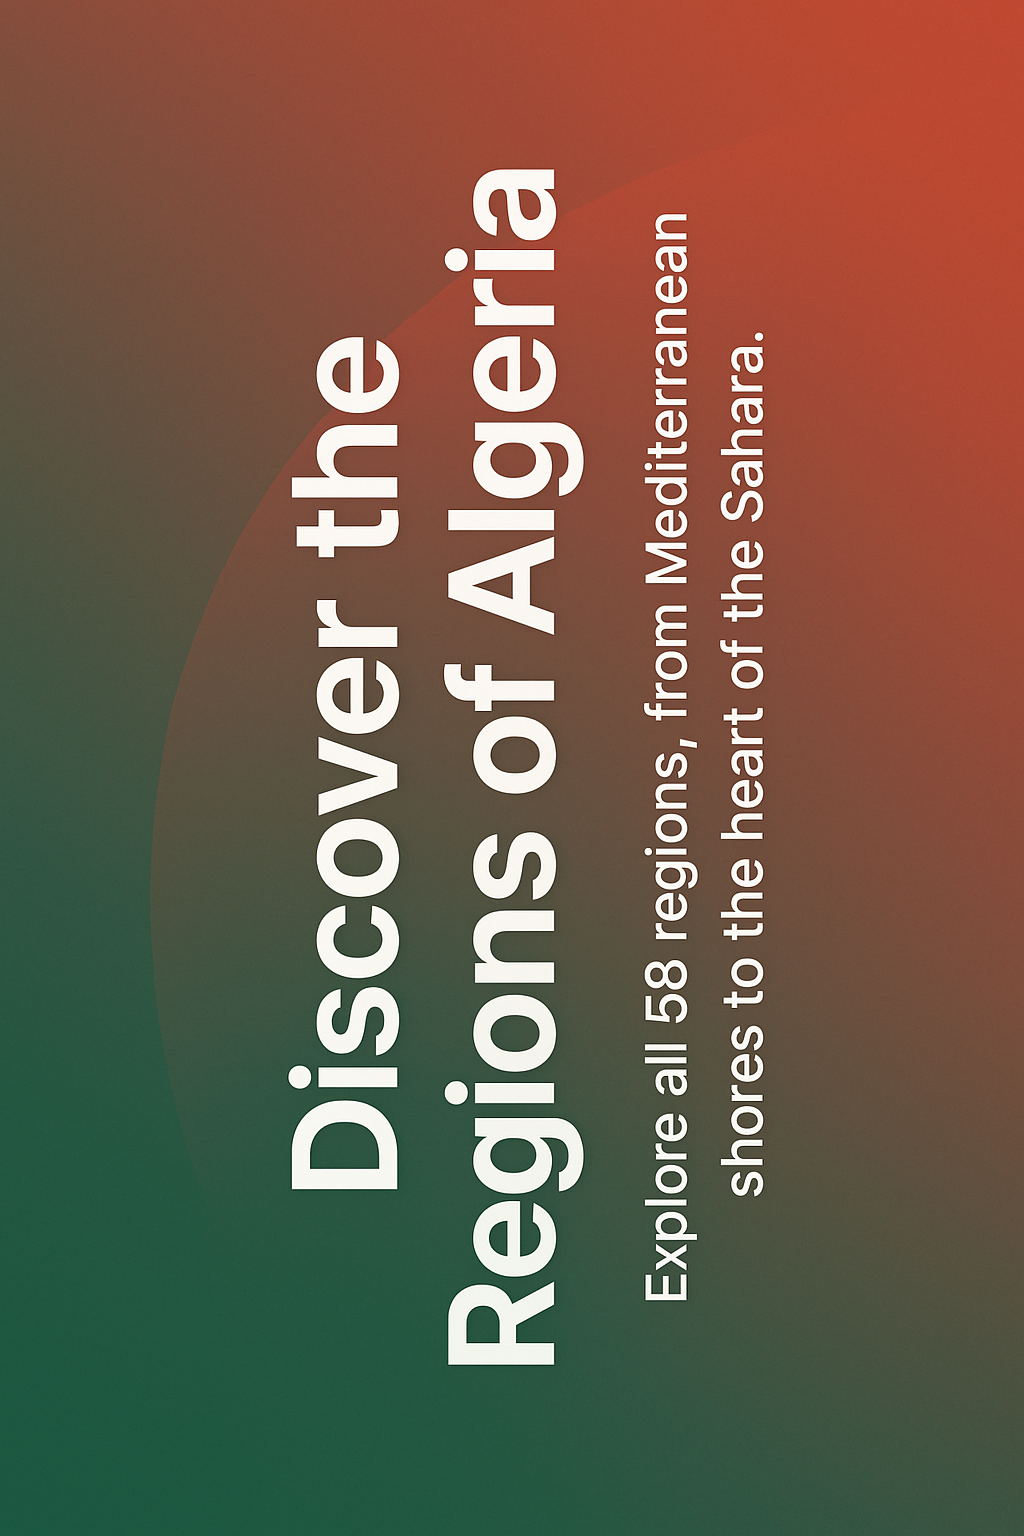 Discover the
Regions of Algeria
Explore all 58 regions, from Mediterranean
shores to the heart of the Sahara.